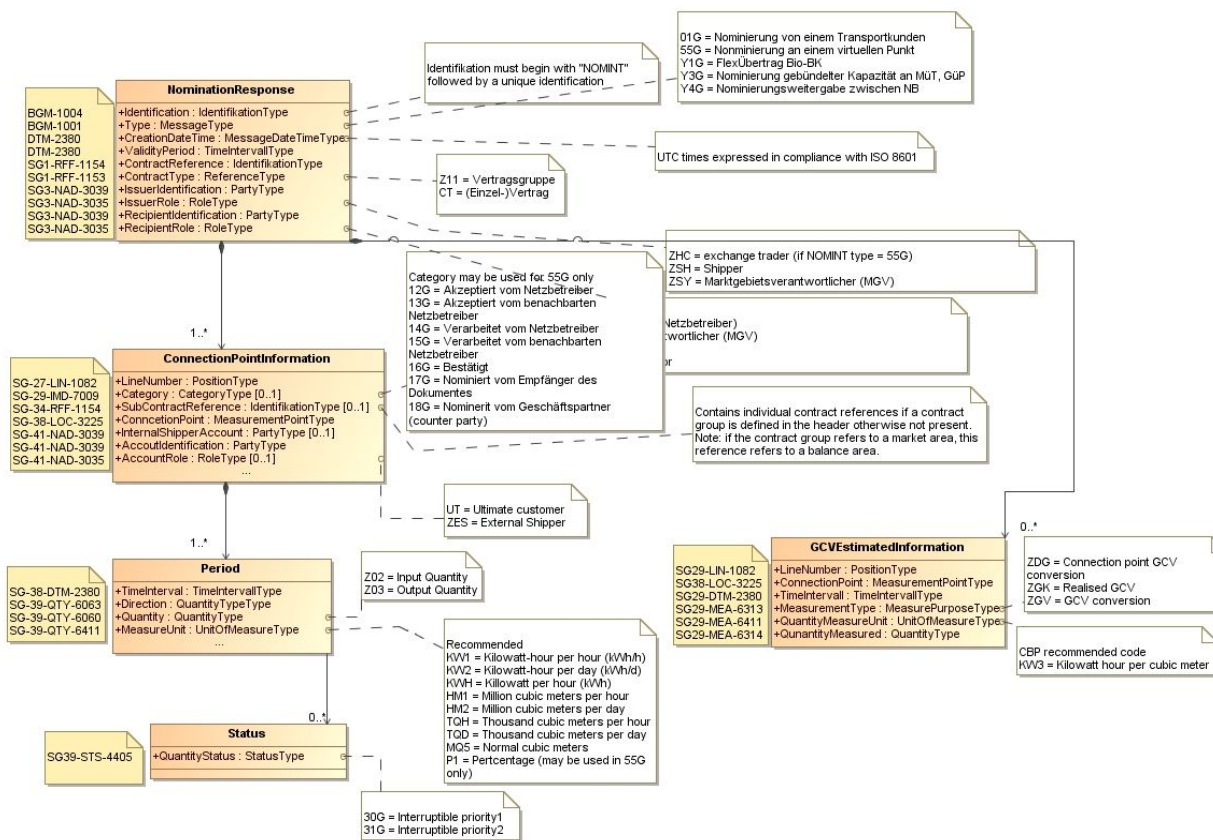 01G = Nominierung von einem Transportkunden
55G = Nonminierung an einem virtuellen Punkt
Y1G = FlexÜbertrag Bio-BK
Y3G = Nominierung gebündelter Kapazität an MüT, GüP
Y4G = Nominierungsweitergabe zwischen NB
Identifikation must begin with "NOMINT"
followed by a unique identification
NominationResponse
BGM-1004
BGM-1001
DTM-2380
DTM-2380
SG1-RFF-1154
SG1-RFF-1153
SG3-NAD-3039
SG3-NAD-3035
SG3-NAD-3039
SG3-NAD-3035
+Identification : IdentifikationType
+Type : MessageType
+CreationDateTime : MessageDateTimeType
+ValidityPeriod : TimeIntervalType
+ContractReference : IdentifikationType
+ContractType : ReferenceType
+IssuerIdentification : PartyType
+IssuerRole : RoleType
+RecipientIdentification : PartyType
+RecipientRole : RoleType
UTC times expressed in compliance with ISO 8601
Z11 = Vertragsgruppe
CT = (Einzel-)Vertrag
ZHC = exchange trader (if NOMINT type = 55G)
ZSH = Shipper
ZSY = Marktgebietsverantwortlicher (MGV)
Category may be used for 55G only
12G = Akzeptiert vom Netzbetreiber
13G = Akzeptiert vom benachbarten
Netzbetreiber
14G = Verarbeitet vom Netzbetreiber
15G = Verarbeitet vom benachbarten
Netzbetreiber
16G = Bestätigt
17G = Nominiert vom Empfänger des
Dokumentes
18G = Nominerit vom Geschäftspartner
(counter party)
Netzbetreiber)
twortlicher (MGV)
or
1..*
ConnectionPointInformation
SG-27-LIN-1082
SG-29-IMD-7009
SG-34-RFF-1154
SG-38-LOC-3225
SG-41-NAD-3039
SG-41-NAD-3039
SG-41-NAD-3035
+LineNumber : PositionType
+Category : CategoryType [0..1]
+SubContractReference : IdentifikationType [0..1]
+ConncetionPoint : MeasurementPointType
+InternalShipperAccount : PartyType [0..1]
+AccoutIdentification : PartyType
+AccountRole : RoleType [0..1]
...
Contains individual contract references if a contract
group is defined in the header otherwise not present.
Note: if the contract group refers to a market area, this
reference refers to a balance area.
UT = Ultimate customer
ZES = External Shipper
1..*
0..*
Period
SG-38-DTM-2380
SG-39-QTY-6063
SG-39-QTY-6060
SG-39-QTY-6411
+TimeInterval : TimeIntervallType
+Direction : QuantityTypeType
+Quantity : QuantityType
+MeasureUnit : UnitOfMeasureType
...
Z02 = Input Quantity
Z03 = Output Quantity
GCVEstimatedInformation
SG29-LIN-1082
SG38-LOC-3225
SG29-DTM-2380
SG29-MEA-6313
SG29-MEA-6411
SG29-MEA-6314
+LineNumber : PositionType
+ConnectionPoint : MeasurementPointType
+TimeIntervial : TimeIntervallType
+MeasurementType : MeasurePurposeType
+QuantityMeasureUnit : UnitOfMeasureType
+QunantityMeasured : QuantityType
ZDG = Connection point GCV
conversion
ZGK = Realised GCV
ZGV = GCV conversion
CBP recommended code
KW3 = Kilowatt hour per cubic meter
Recommended
KW1 = Kilowatt-hour per hour (kWh/h)
KW2 = Kilowatt-hour per day (kWh/d)
KWH = Killowatt per hour (kWh)
HM1 = Million cubic meters per hour
HM2 = Million cubic meters per day
TQH = Thousand cubic meters per hour
TQD = Thousand cubic meters per day
MQ5 = Normal cubic meters
P1 = Pertcentage (may be used in 55G
only)
0..*
Status
SG39-STS-4405
+QuantityStatus : StatusType
30G = Interruptible priority1
31G = Interruptible priority2